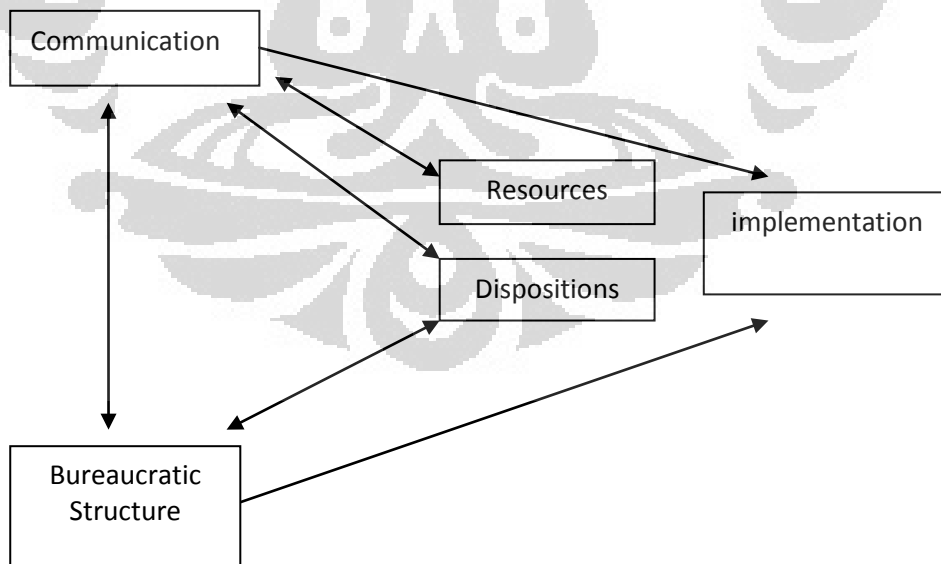 Communication
Resources
implementation
Dispositions
Bureaucratic
Structure